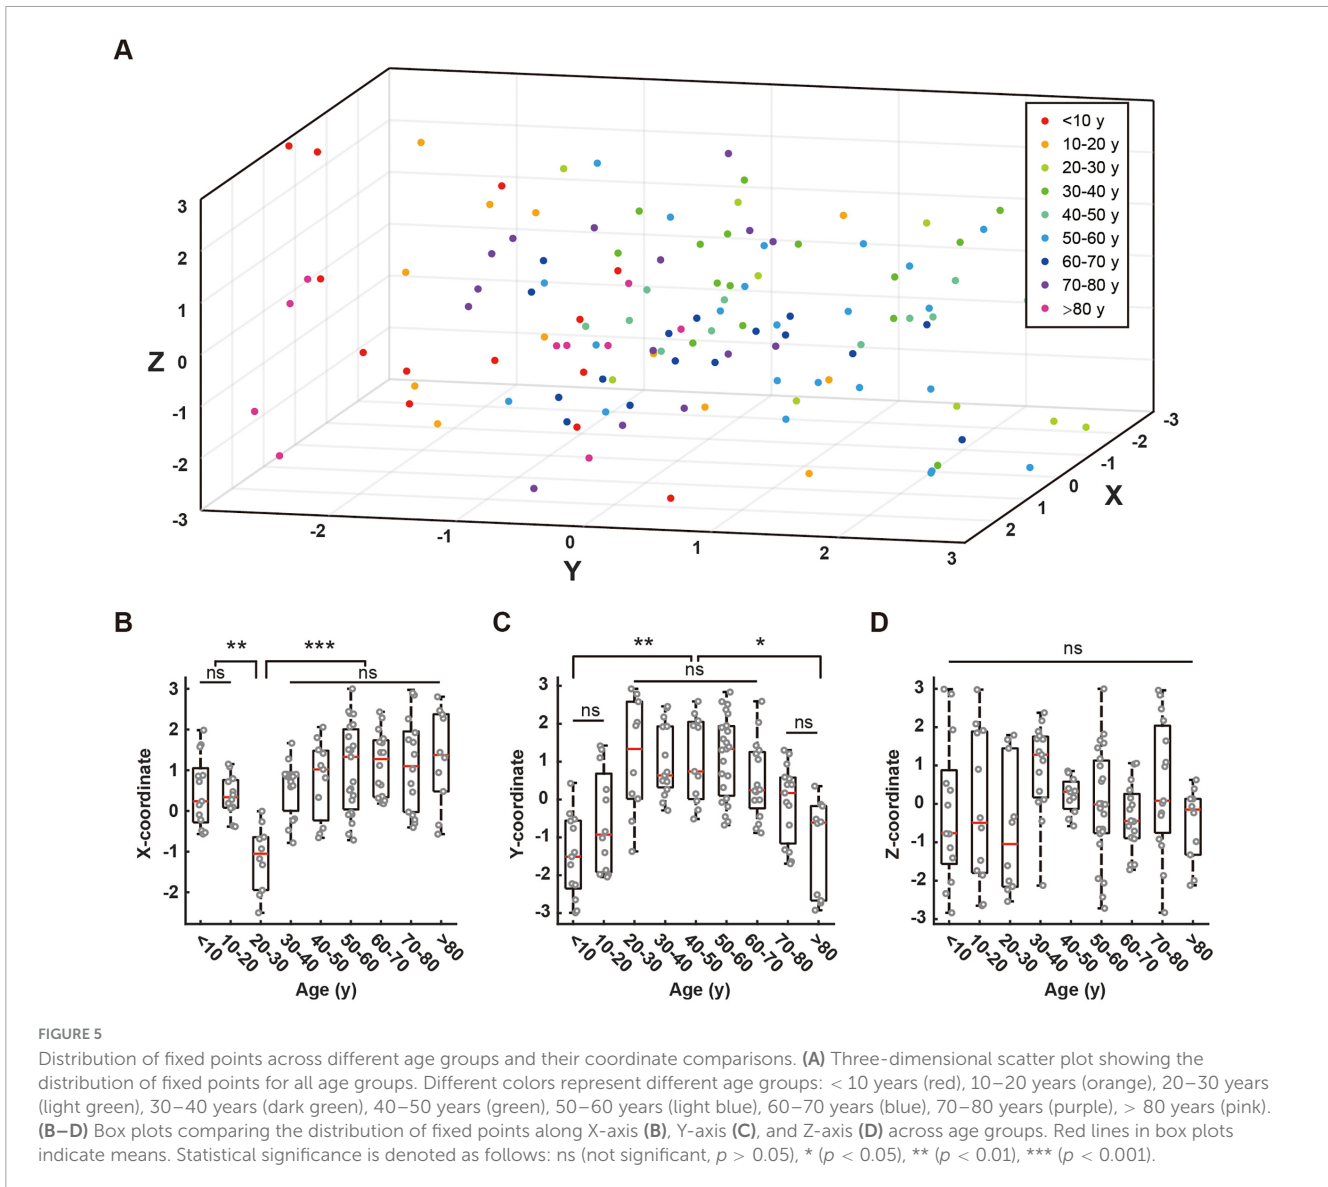 A
<10 y
10-20 y
20-30 y
30-40 y
40-50 y
50-60 y
60-70 y
70-80 y
>80 y
3
2
1
0
-1
-2
-3
Z
-2
-1
0
1
2
3
Y
2
1
0
-1
-2
-3
X
B
** ***
ns ns
3
2
1
0
-1
-2
X-coordinate
<10 10-20 20-30 30-40 40-50 50-60 60-70 70-80 >80
Age (y)
C
** *
ns
ns ns
3
2
1
0
-1
-2
-3
Y-coordinate
<10 10-20 20-30 30-40 40-50 50-60 60-70 70-80 >80
Age (y)
D
ns
3
2
1
0
-1
-2
-3
Z-coordinate
<10 10-20 20-30 30-40 40-50 50-60 60-70 70-80 >80
Age (y)
FIGURE 5
Distribution of fixed points across different age groups and their coordinate comparisons. (A) Three-dimensional scatter plot showing the
distribution of fixed points for all age groups. Different colors represent different age groups: < 10 years (red), 10–20 years (orange), 20–30 years
(light green), 30–40 years (dark green), 40–50 years (green), 50–60 years (light blue), 60–70 years (blue), 70–80 years (purple), > 80 years (pink).
(B–D) Box plots comparing the distribution of fixed points along X-axis (B), Y-axis (C), and Z-axis (D) across age groups. Red lines in box plots
indicate means. Statistical significance is denoted as follows: ns (not significant, p > 0.05), * (p < 0.05), ** (p < 0.01), *** (p < 0.001).